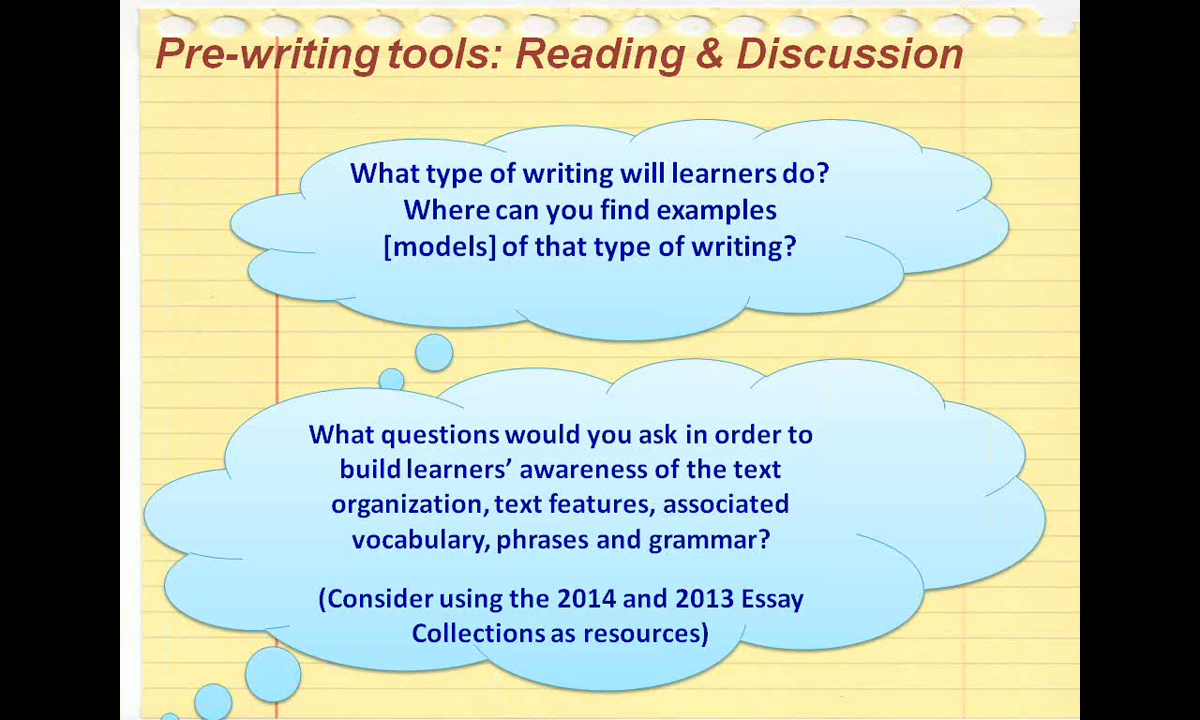 Pre-writing tools: Reading & Discussion
What type of writing will learners do?
Where can you find examples
[models] of that type of writing?
What questions would you ask in order to
build learners’ awareness of the text
organization, text features, associated
vocabulary, phrases and grammar?
(Consider using the 2014 and 2013 Essay
Collections as resources)